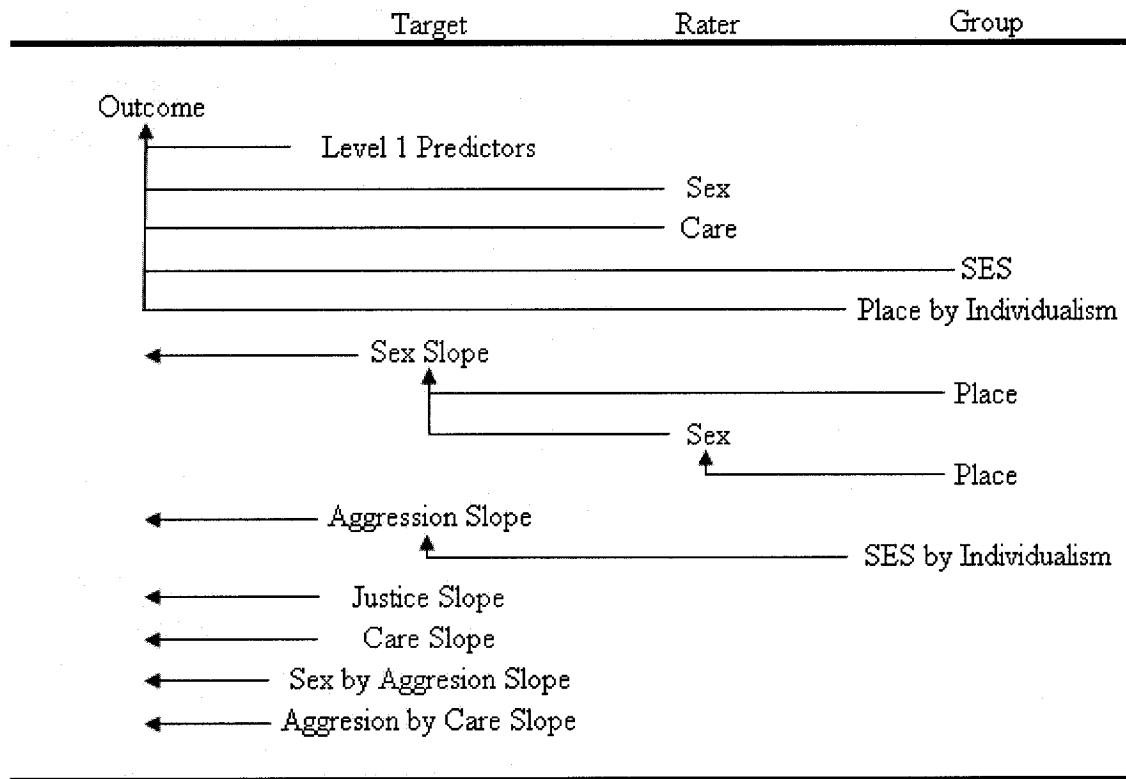 Target Rater Group
Outcome
Level 1 Predictors
Sex
Care
SES
Place by Individualism
Sex Slope
Place
Sex
Place
Aggression Slope
SES by Individualism
Justice Slope
Care Slope
Sex by Aggresion Slope
Aggresion by Care Slope